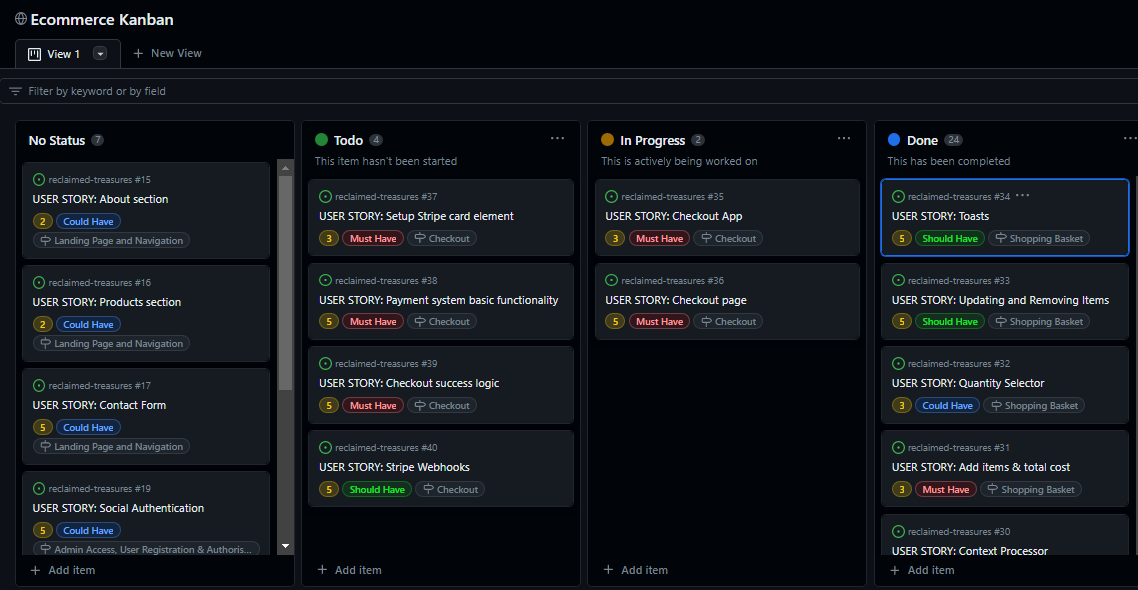 Ecommerce Kanban
View 1
New View
Filter by keyword or by field
No Status 7
reclaimed-treasures #15
USER STORY: About section
2 Could Have
Landing Page and Navigation
reclaimed-treasures #16
USER STORY: Products section
2 Could Have
Landing Page and Navigation
reclaimed-treasures #17
USER STORY: Contact Form
5 Could Have
Landing Page and Navigation
reclaimed-treasures #19
USER STORY: Social Authentication
5 Could Have
Admin Access, User Registration & Authoris...
Add item
Todo 4
This item hasn't been started
reclaimed-treasures #37
USER STORY: Setup Stripe card element
3 Must Have Checkout
reclaimed-treasures #38
USER STORY: Payment system basic functionality
5 Must Have Checkout
reclaimed-treasures #39
USER STORY: Checkout success logic
5 Must Have Checkout
reclaimed-treasures #40
USER STORY: Stripe Webhooks
5 Should Have Checkout
Add item
In Progress 2
This is actively being worked on
reclaimed-treasures #35
USER STORY: Checkout App
3 Must Have Checkout
reclaimed-treasures #36
USER STORY: Checkout page
5 Must Have Checkout
Add item
Done 24
This has been completed
reclaimed-treasures #34
USER STORY: Toasts
5 Should Have Shopping Basket
reclaimed-treasures #33
USER STORY: Updating and Removing Items
5 Should Have Shopping Basket
reclaimed-treasures #32
USER STORY: Quantity Selector
3 Could Have Shopping Basket
reclaimed-treasures #31
USER STORY: Add items & total cost
3 Must Have Shopping Basket
reclaimed-treasures #30
USER STORY: Context Processor
Add item